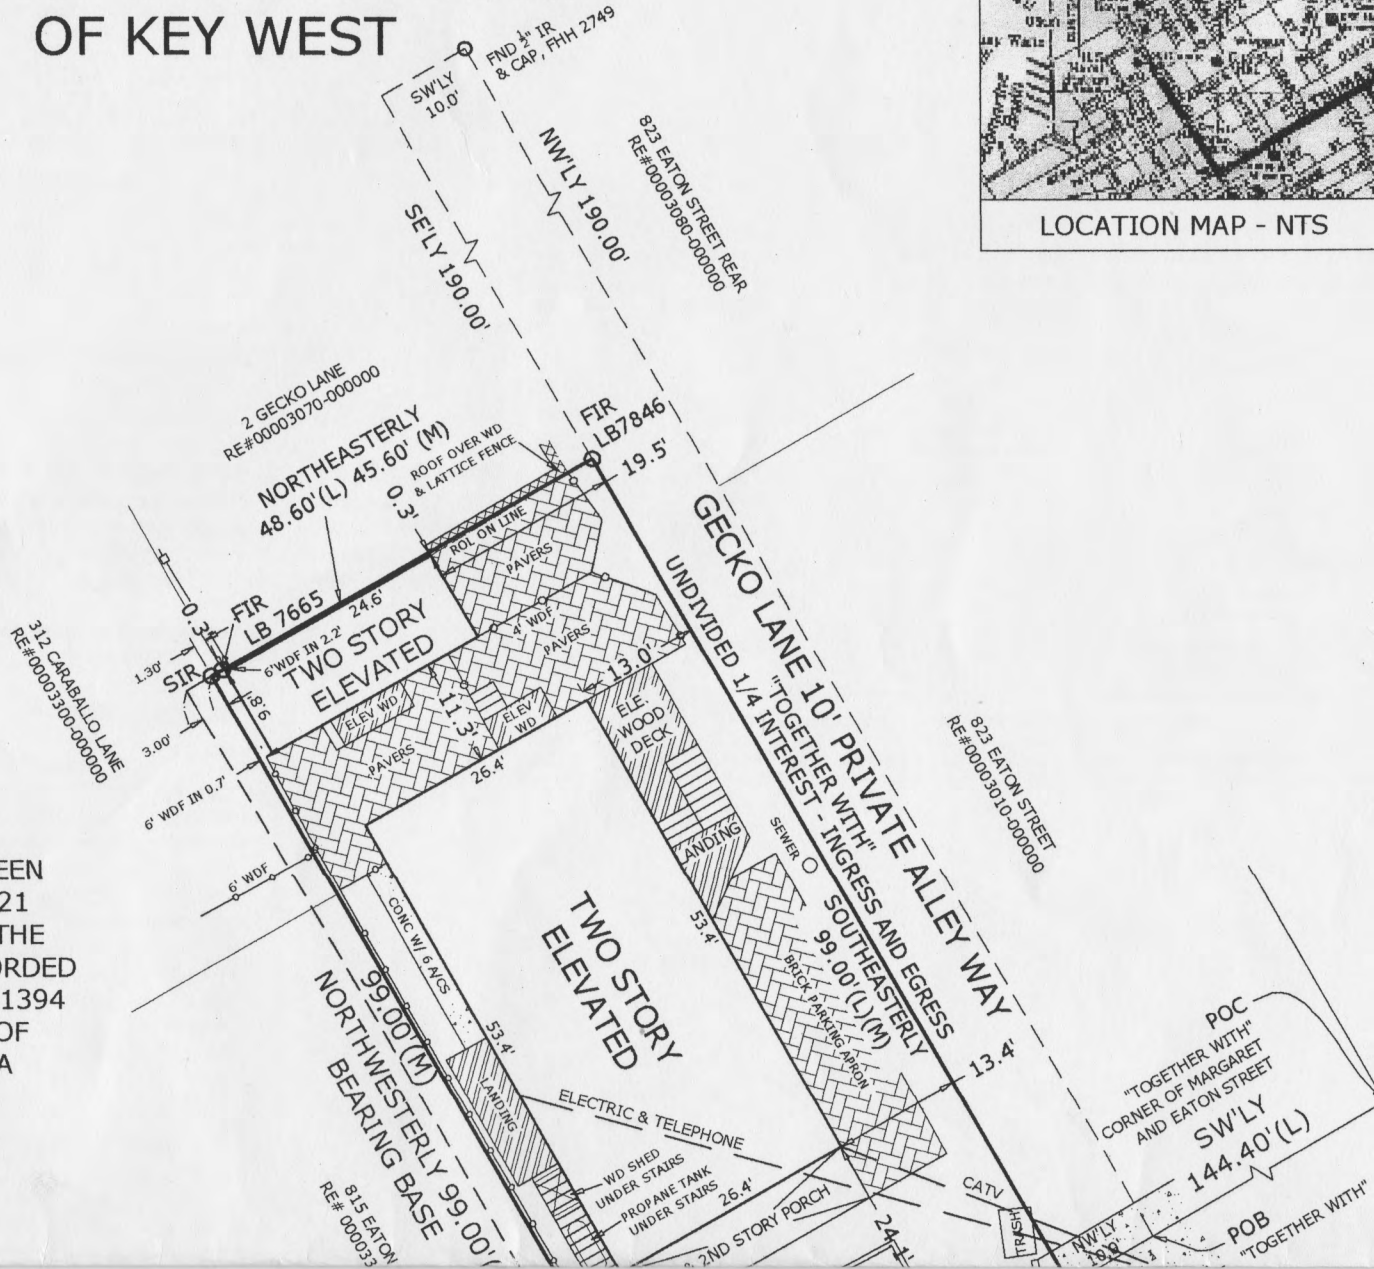 OF KEY WEST
FND ½" IR
& CAP, FHH 2749
SW'LY
10.0'
NW'LY 190.00'
SE'LY 190.00'
823 EATON STREET REAR
RE#00003080-000000
LOCATION MAP - NTS
2 GECKO LANE
RE#00003070-000000
NORTHEASTERLY
48.60'(L) 45.60' (M)
ROOF OVER WD
& LATTICE FENCE
0.3'
FIR
LB7846
19.5'
ROL ON LINE
PAVERS
GECKO LANE 10' PRIVATE ALLEY WAY
"TOGETHER WITH"
UNDIVIDED 1/4 INTEREST - INGRESS AND EGRESS
0.3'
FIR
LB 7665
24.6'
6'WDF IN 2.2'
TWO STORY
ELEVATED
4' WDF
PAVERS
13.0'
312 CARABALLO LANE
RE#00003300-000000
1.30'
SIR
3.00'
6' WDF IN 0.7'
ELEV WD
11.3'
ELEV
WD
PAVERS
26.4'
ELE.
WOOD
DECK
LANDING
SEWER
823 EATON STREET
RE#00003010-000000
6' WDF
CONC W/ 6 A/CS
TWO STORY
ELEVATED
53.4'
BRICK PARKING APRON
SOUTHEASTERLY
99.00'(L)(M)
EEN
21
THE
ORDED
1394
OF
A
99.00'(M)
NORTHWESTERLY 99.00'(
BEARING BASE
53.4'
LANDING
ELECTRIC & TELEPHONE
13.4'
POC
"TOGETHER WITH"
CORNER OF MARGARET
AND EATON STREET
SW'LY
144.40'(L)
WD SHED
UNDER STAIRS
PROPANE TANK
UNDER STAIRS
26.4'
& 2ND STORY PORCH
CATV
TRASH
24.1'
NW'LY
10.0'
POB
"TOGETHER WITH"
815 EATON
RE# 000033